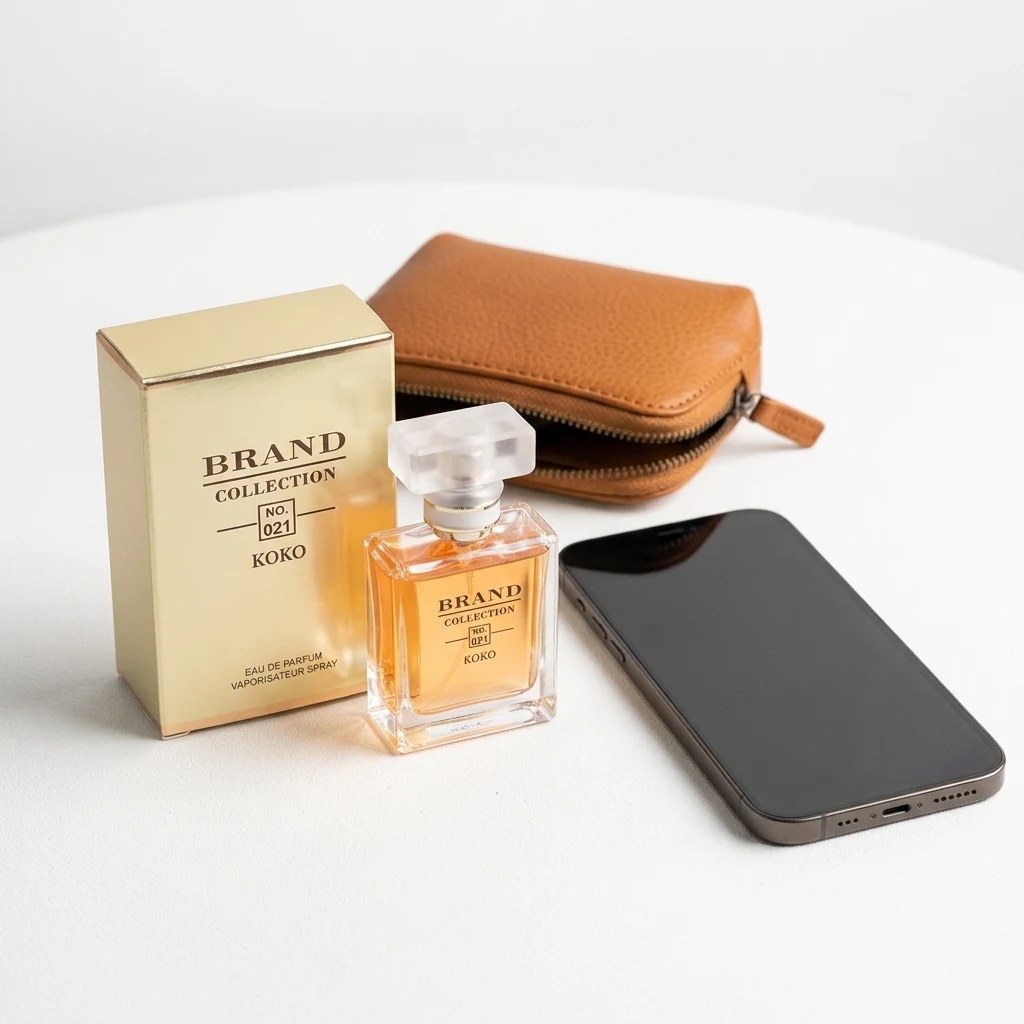 BRAND
COLLECTION
NO.
021
KOKO
EAU DE PARFUM
VAPORISATEUR SPRAY
BRAND
COLLECTION
NO.
KOKO